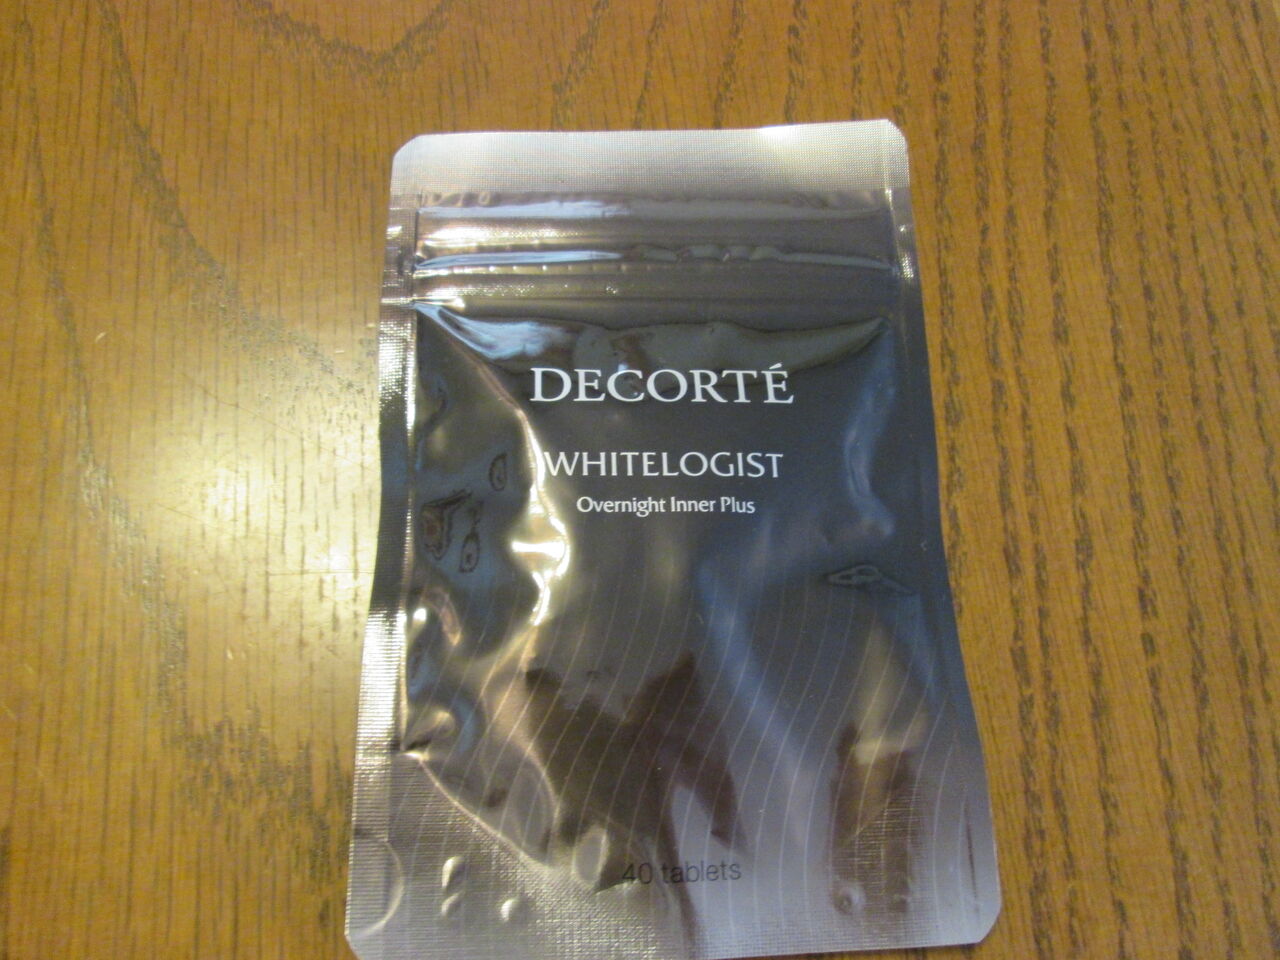 DECORTÉ
WHITELOGIST
Overnight Inner Plus
40 tablets